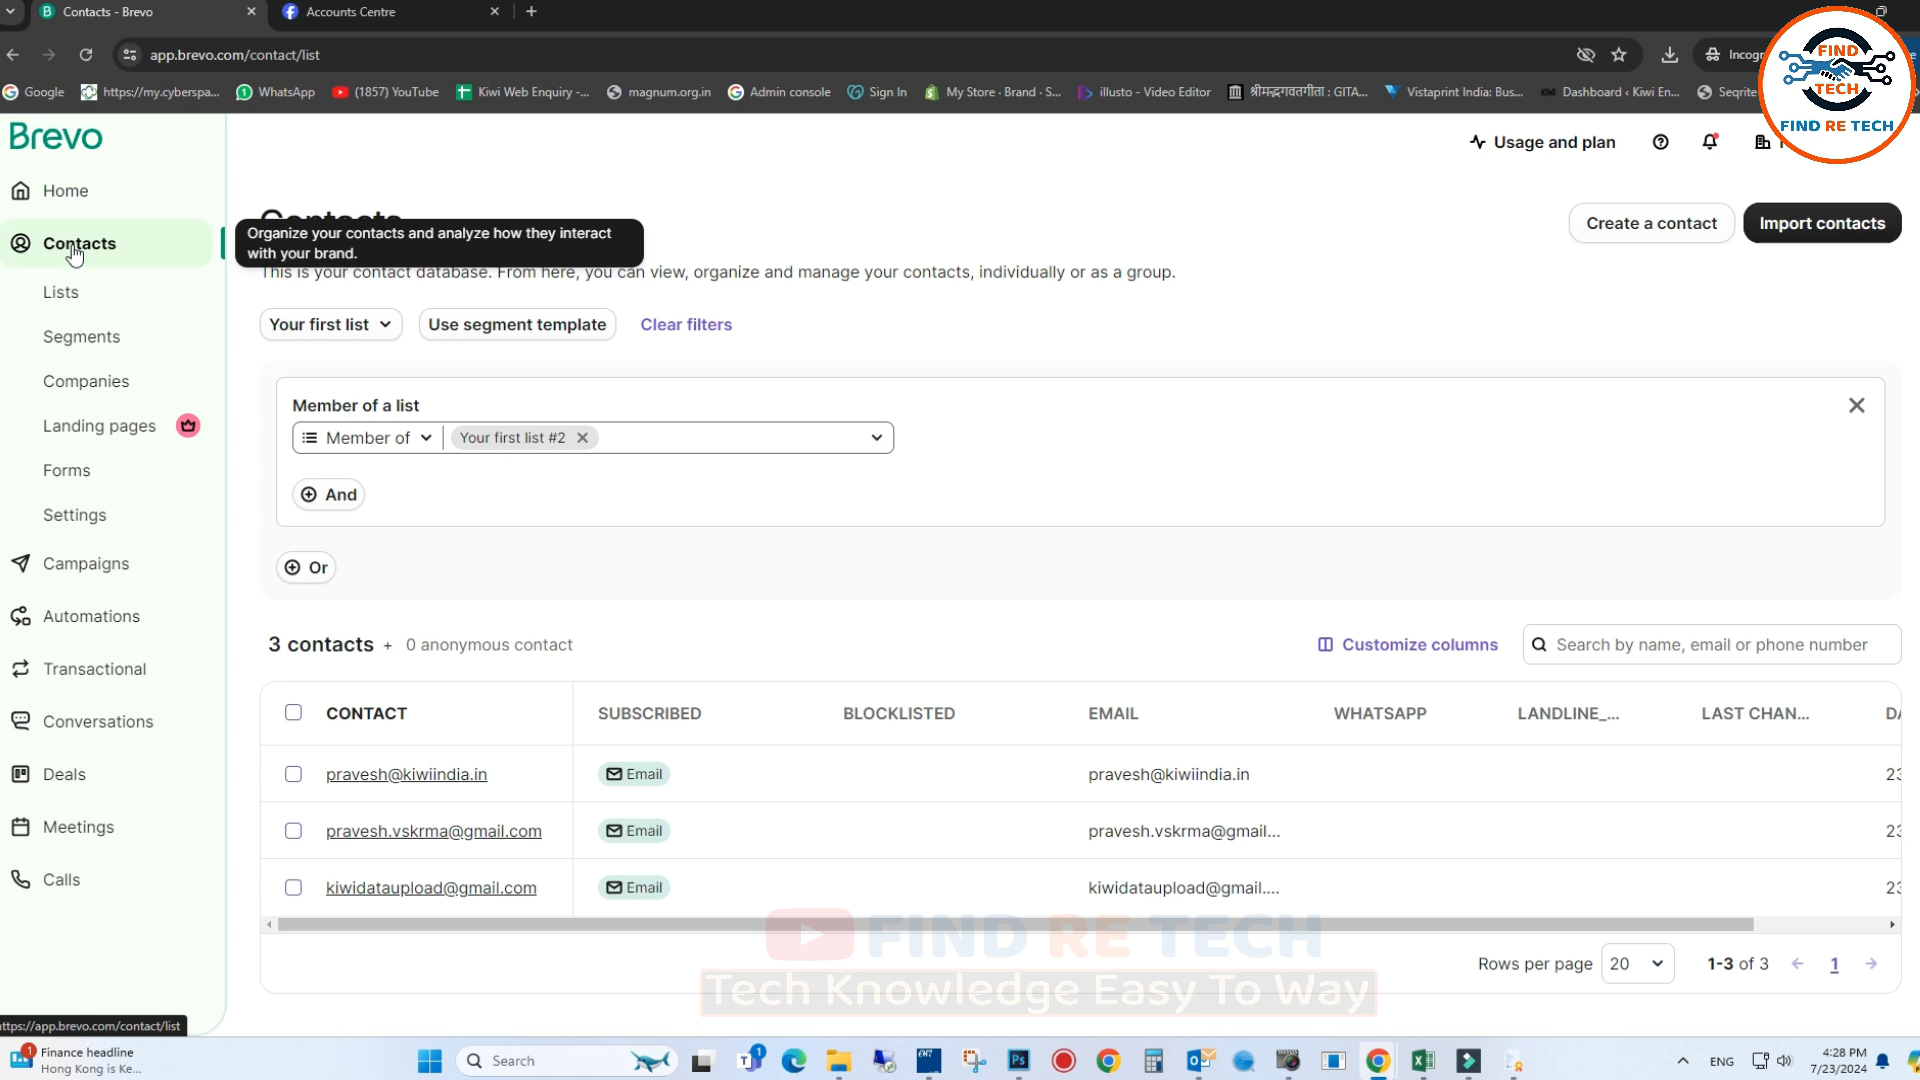 Contacts - Brevo
Accounts Centre
app.brevo.com/contact/list
Google
https://my.cyberspa...
WhatsApp
(1857) YouTube
Kiwi Web Enquiry -...
magnum.org.in
Admin console
Sign In
My Store · Brand · S...
illusto - Video Editor
श्रीमद्भगवतगीता : GITA...
Vistaprint India: Bus...
Dashboard ‹ Kiwi En...
Seqrite
FIND
TECH
FIND RE TECH
Brevo
Usage and plan
Home
Contacts
Organize your contacts and analyze how they interact
with your brand.
Create a contact
Import contacts
This is your contact database. From here, you can view, organize and manage your contacts, individually or as a group.
Lists
Segments
Companies
Landing pages
Forms
Settings
Campaigns
Automations
Transactional
Conversations
Deals
Meetings
Calls
Your first list
Use segment template
Clear filters
Member of a list
Member of
Your first list #2
And
Or
3 contacts + 0 anonymous contact
Customize columns
Search by name, email or phone number
CONTACT SUBSCRIBED BLOCKLISTED EMAIL WHATSAPP LANDLINE_... LAST CHAN...
pravesh@kiwiindia.in Email pravesh@kiwiindia.in
pravesh.vskrma@gmail.com Email pravesh.vskrma@gmail...
kiwidataupload@gmail.com Email kiwidataupload@gmail....
FIND RE TECH
Tech Knowledge Easy To Way
Rows per page 20 1-3 of 3 1
https://app.brevo.com/contact/list
1
Finance headline
Hong Kong is Ke...
Search
1
Ps
ENG
4:28 PM
7/23/2024